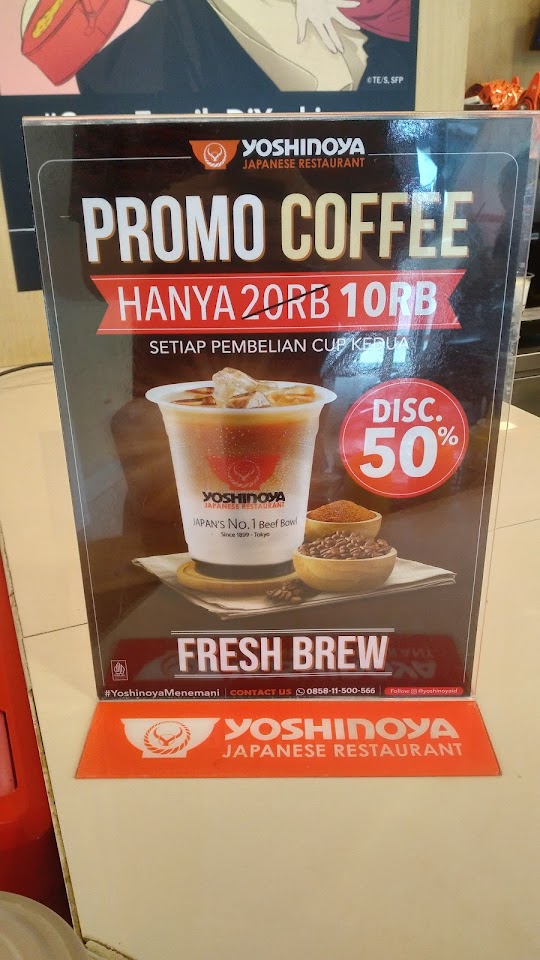 ©TE/S, SFP
YOSHINOYA
JAPANESE RESTAURANT
PROMO COFFEE
HANYA 20RB 10RB
SETIAP PEMBELIAN CUP KEDUA
DISC.
50%
YOSHINOYA
JAPANESE RESTAURANT
JAPAN'S No.1 Beef Bowl
Since 1899 - Tokyo
FRESH BREW
#YoshinoyaMenemani CONTACT US 0858-11-500-566 Follow @yoshinoyaid
YOSHINOYA
JAPANESE RESTAURANT